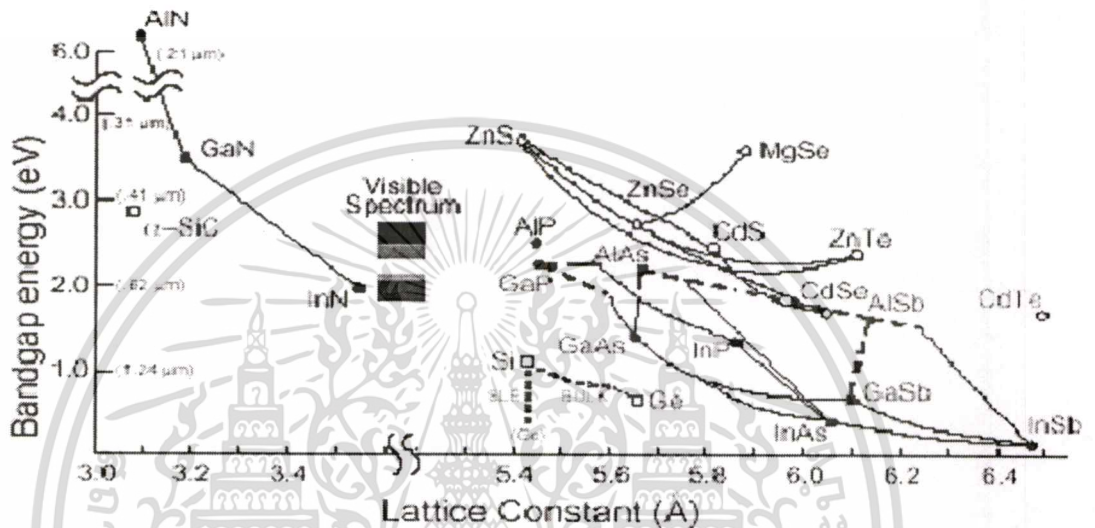 AlN
6.0
(.21 µm)
4.0
(.31 µm)
GaN
ZnS
MgSe
Visible
Spectrum
ZnSe
3.0
(.41 µm)
α-SiC
AlP
CdS
ZnTe
AlAs
2.0
(.62 µm)
InN
GaP
CdSe
AlSb
CdTe
GaAs
InP
Si
1.0
(1.24 µm)
SLE
BULK
Ge
GaSb
InAs
InSb
Bandgap energy (eV)
3.0
3.2
3.4
5.4
5.6
5.8
6.0
6.2
6.4
Lattice Constant (Å)